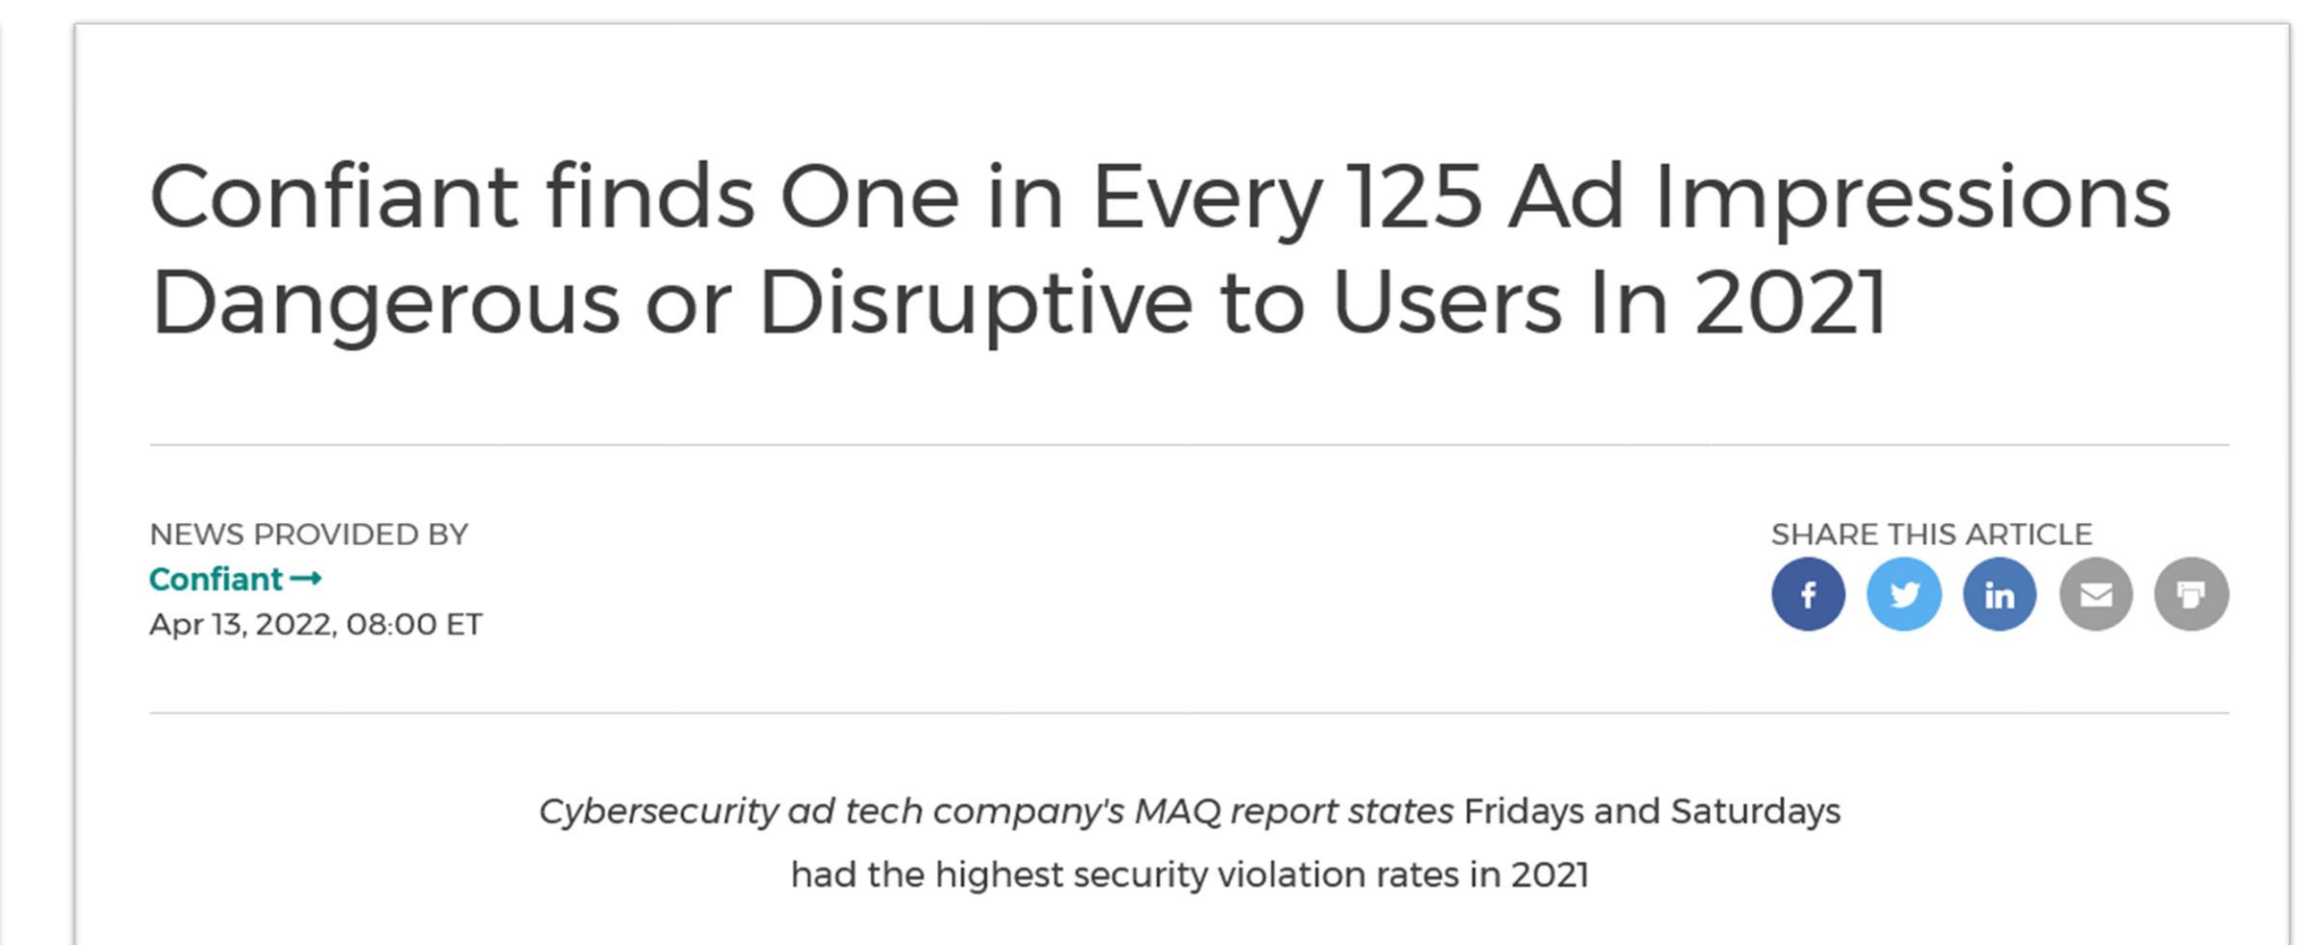 Confiant finds One in Every 125 Ad Impressions
Dangerous or Disruptive to Users In 2021
NEWS PROVIDED BY
Confiant →
Apr 13, 2022, 08:00 ET
SHARE THIS ARTICLE
Cybersecurity ad tech company's MAQ report states Fridays and Saturdays
had the highest security violation rates in 2021